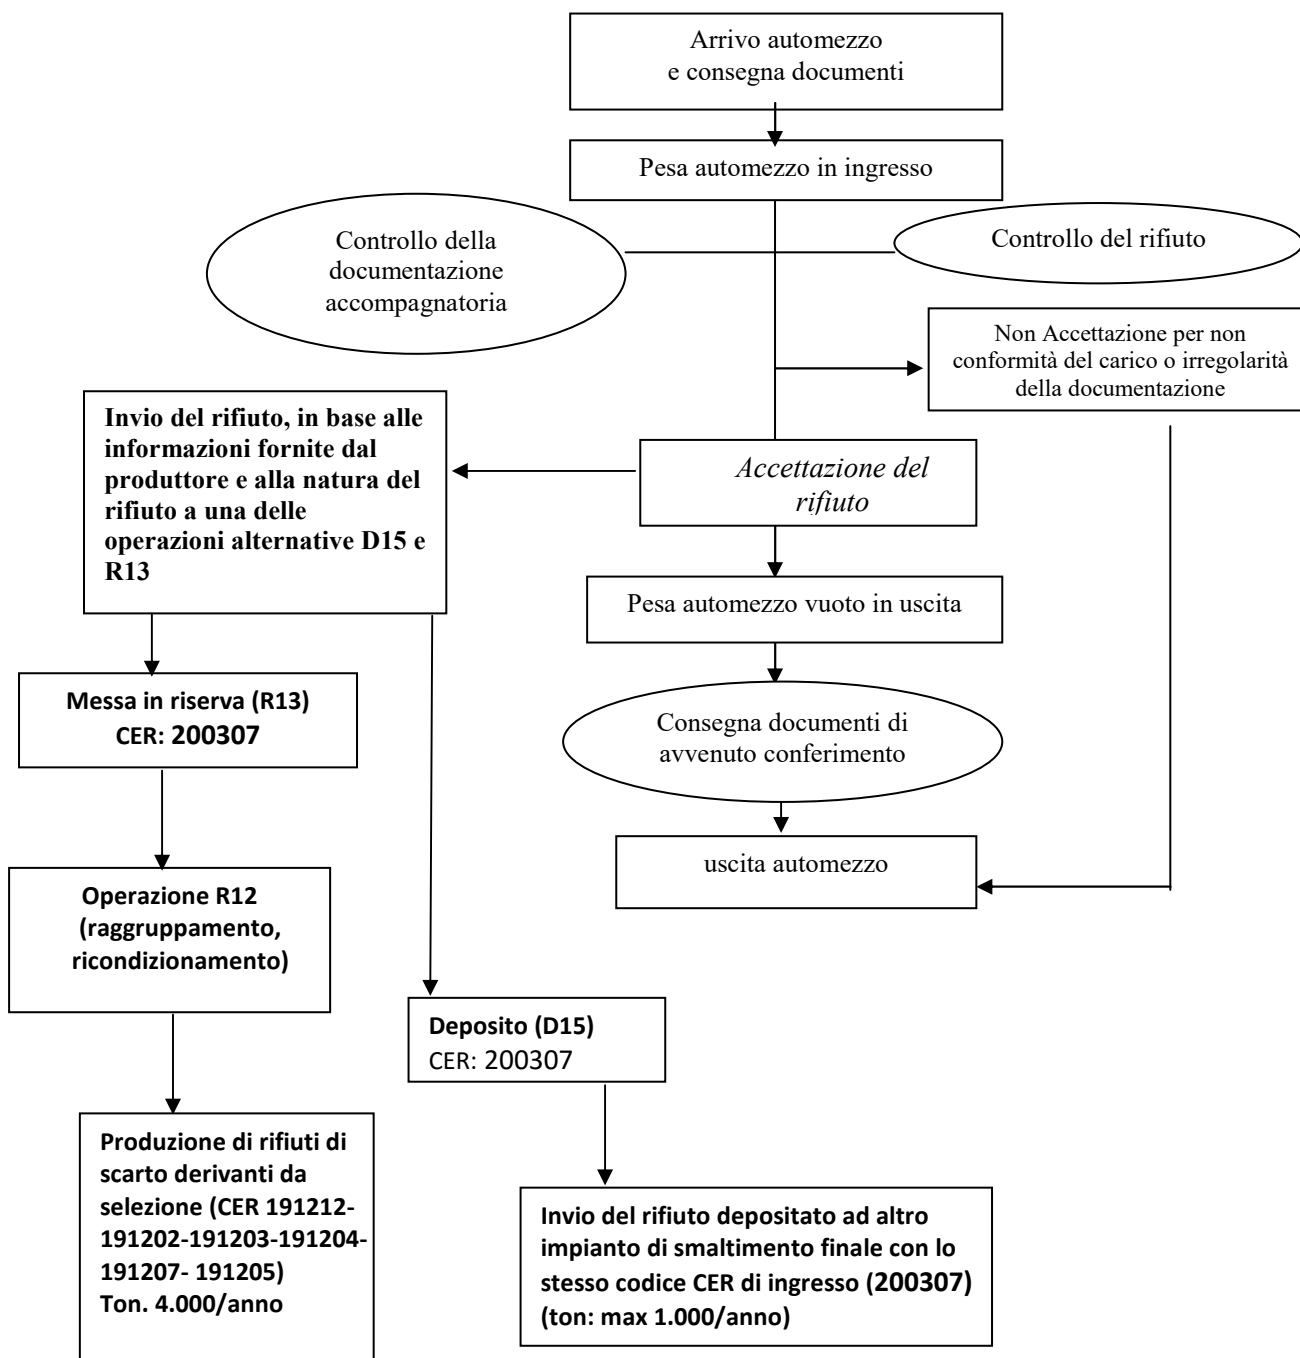 Arrivo automezzo
e consegna documenti
Pesa automezzo in ingresso
Controllo della
documentazione
accompagnatoria
Controllo del rifiuto
Non Accettazione per non
conformità del carico o irregolarità
della documentazione
Invio del rifiuto, in base alle
informazioni fornite dal
produttore e alla natura del
rifiuto a una delle
operazioni alternative D15 e
R13
Accettazione del
rifiuto
Pesa automezzo vuoto in uscita
Messa in riserva (R13)
CER: 200307
Consegna documenti di
avvenuto conferimento
uscita automezzo
Operazione R12
(raggruppamento,
ricondizionamento)
Deposito (D15)
CER: 200307
Produzione di rifiuti di
scarto derivanti da
selezione (CER 191212-
191202-191203-191204-
191207- 191205)
Ton. 4.000/anno
Invio del rifiuto depositato ad altro
impianto di smaltimento finale con lo
stesso codice CER di ingresso (200307)
(ton: max 1.000/anno)